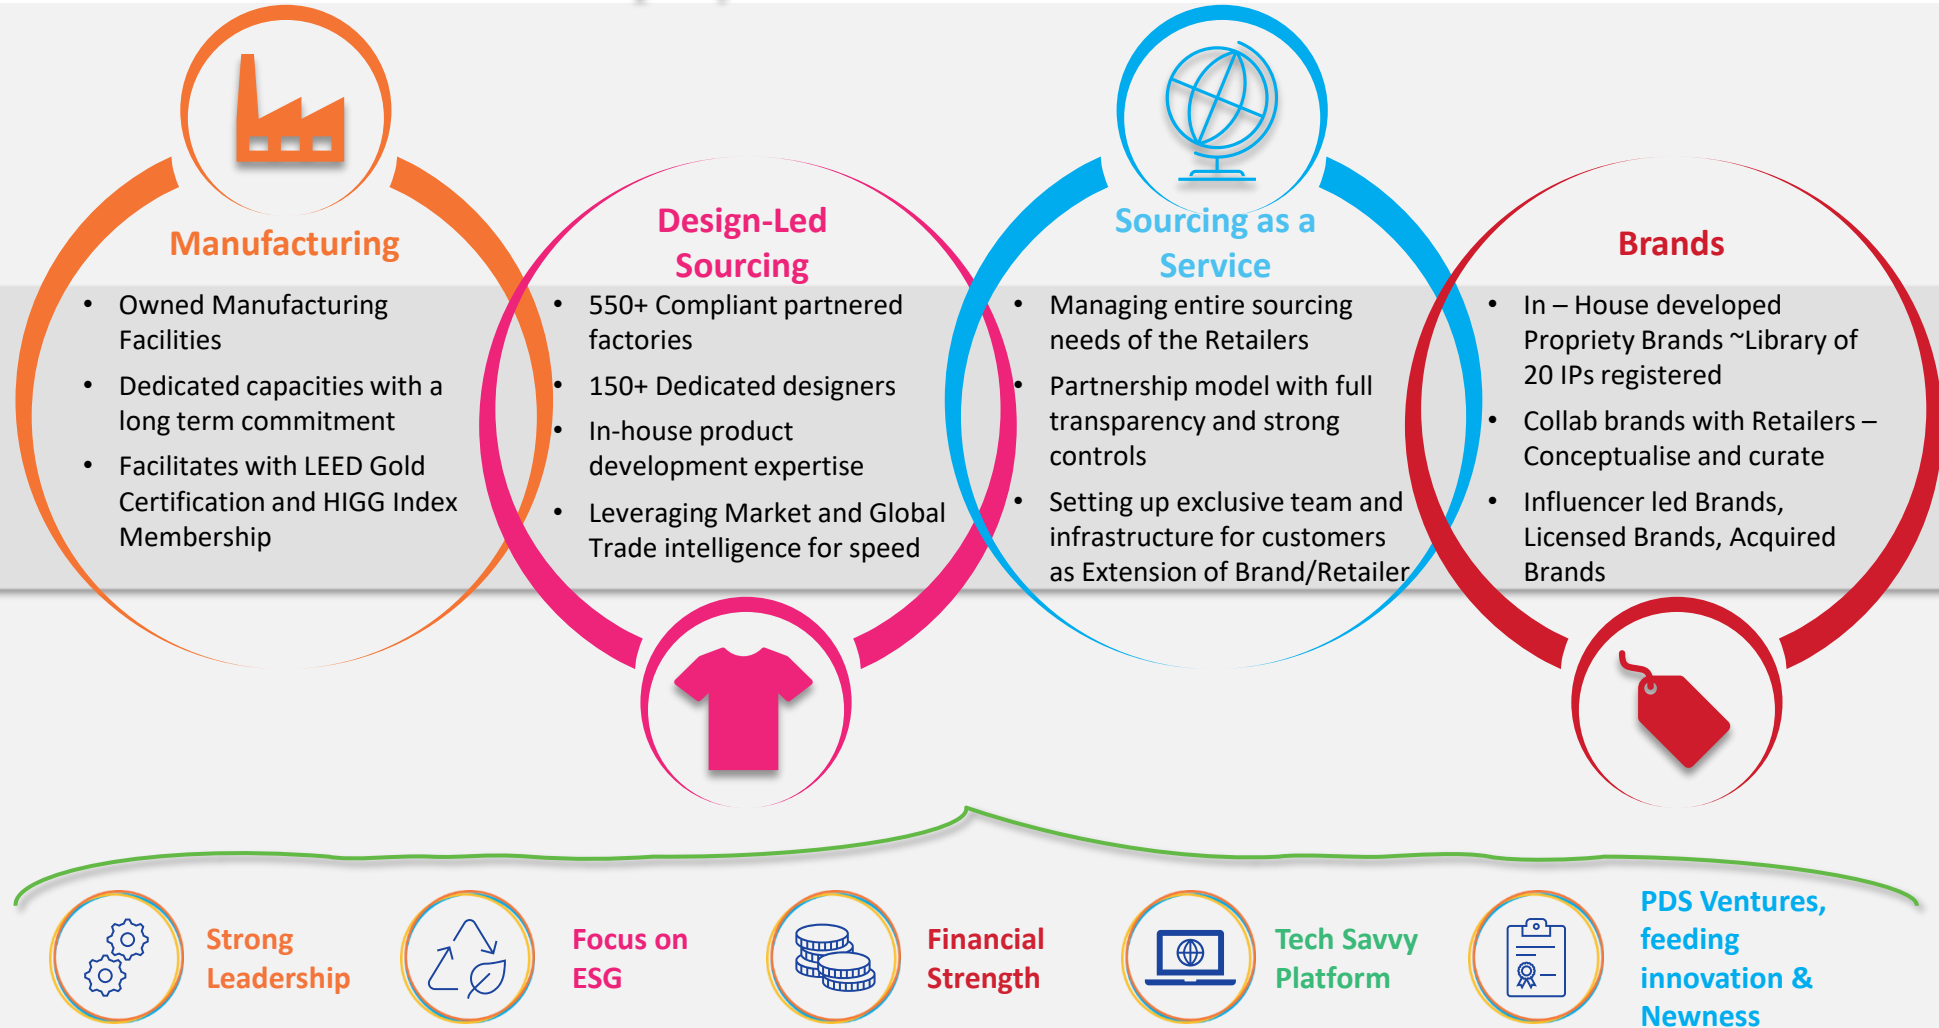 Manufacturing
• Owned Manufacturing
Facilities
• Dedicated capacities with a
long term commitment
• Facilitates with LEED Gold
Certification and HIGG Index
Membership
Design-Led
Sourcing
• 550+ Compliant partnered
factories
• 150+ Dedicated designers
• In-house product
development expertise
• Leveraging Market and Global
Trade intelligence for speed
Sourcing as a
Service
• Managing entire sourcing
needs of the Retailers
• Partnership model with full
transparency and strong
controls
• Setting up exclusive team and
infrastructure for customers
as Extension of Brand/Retailer
Brands
• In – House developed
Propriety Brands ~Library of
20 IPs registered
• Collab brands with Retailers –
Conceptualise and curate
• Influencer led Brands,
Licensed Brands, Acquired
Brands
Strong
Leadership
Focus on
ESG
Financial
Strength
Tech Savvy
Platform
PDS Ventures,
feeding
innovation &
Newness